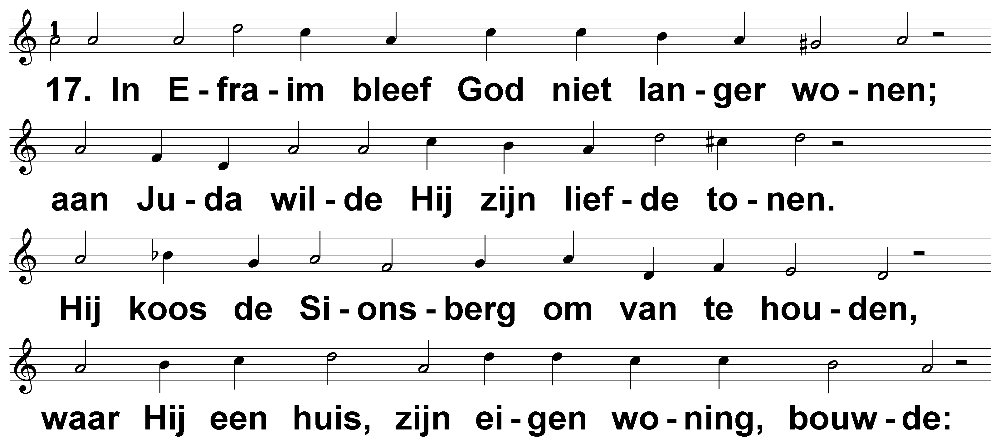 1
17. In E - fra - im bleef God niet lan - ger wo - nen;
aan Ju - da wil - de Hij zijn lief - de to - nen.
Hij koos de Si - ons - berg om van te hou - den,
waar Hij een huis, zijn ei - gen wo - ning, bouw - de: